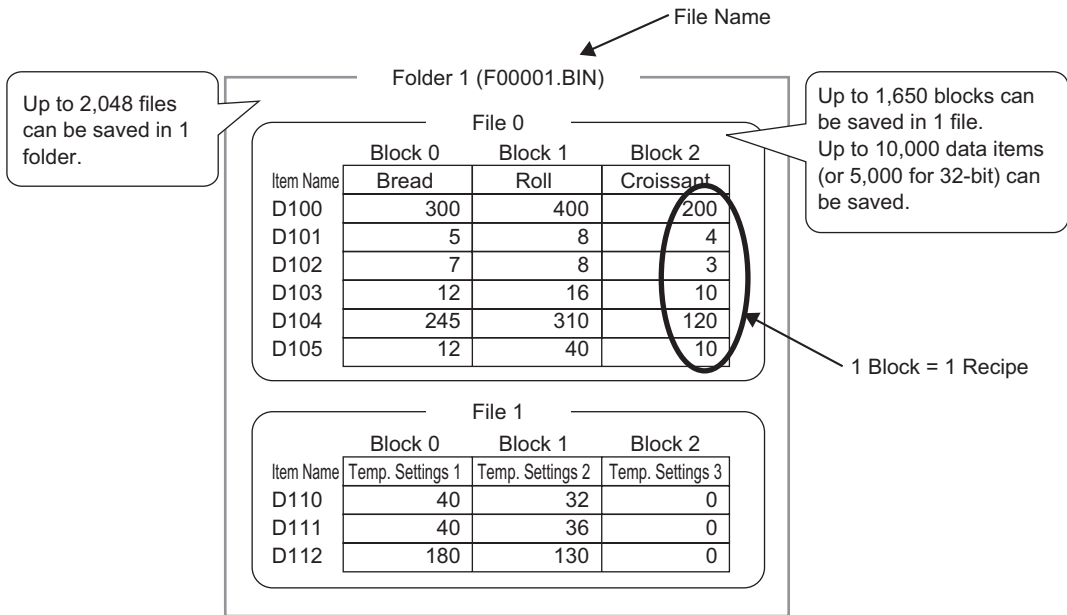 File Name
Folder 1 (F00001.BIN)
Up to 2,048 files
can be saved in 1
folder.
Up to 1,650 blocks can
be saved in 1 file.
Up to 10,000 data items
(or 5,000 for 32-bit) can
be saved.
File 0
Block 0 Block 1 Block 2
Item Name Bread Roll Croissant
D100 300 400 200
D101 5 8 4
D102 7 8 3
D103 12 16 10
D104 245 310 120
D105 12 40 10
1 Block = 1 Recipe
File 1
Block 0 Block 1 Block 2
Item Name Temp. Settings 1 Temp. Settings 2 Temp. Settings 3
D110 40 32 0
D111 40 36 0
D112 180 130 0